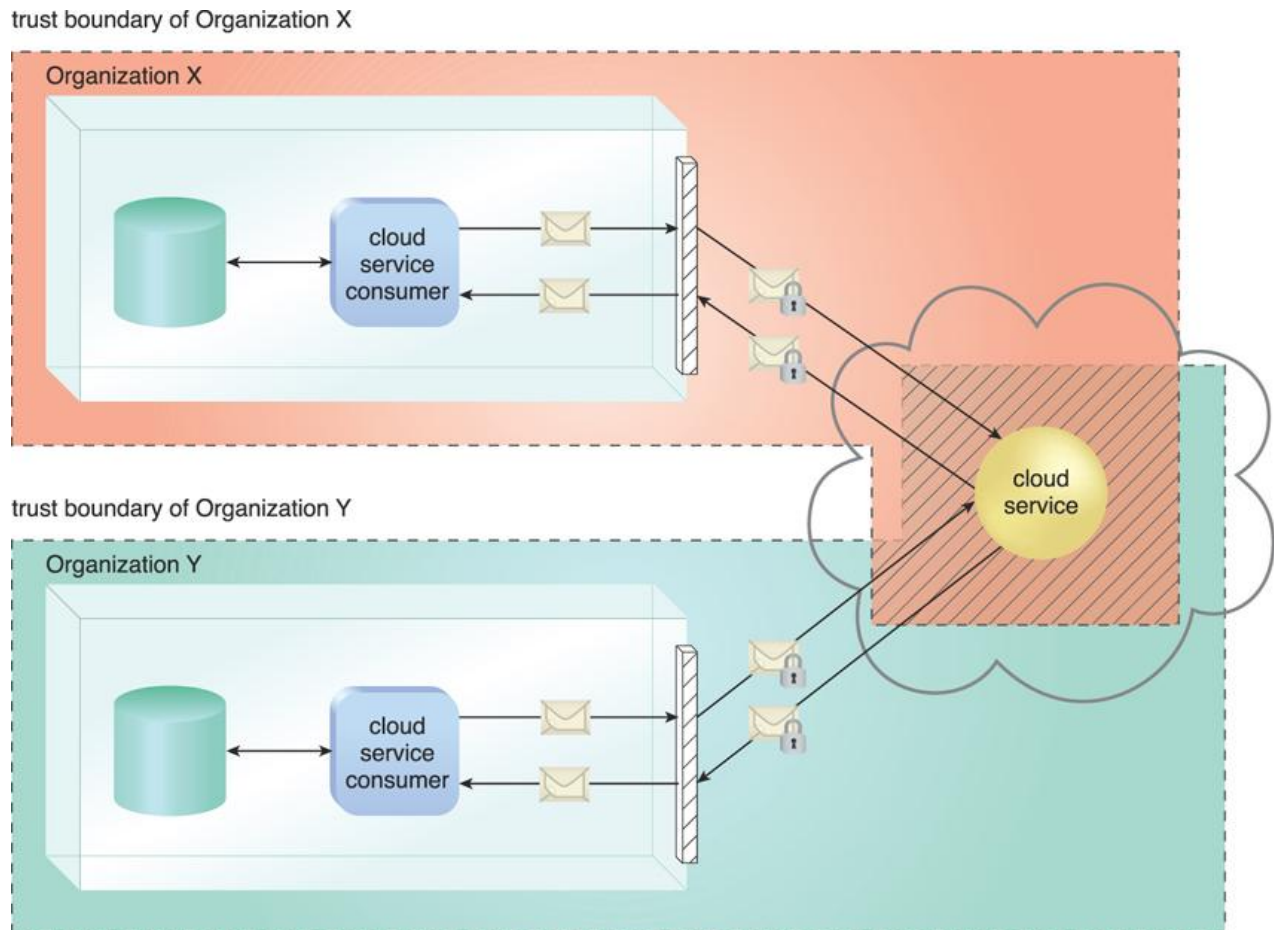 trust boundary of Organization X
Organization X
cloud
service
consumer
cloud
service
trust boundary of Organization Y
Organization Y
cloud
service
consumer